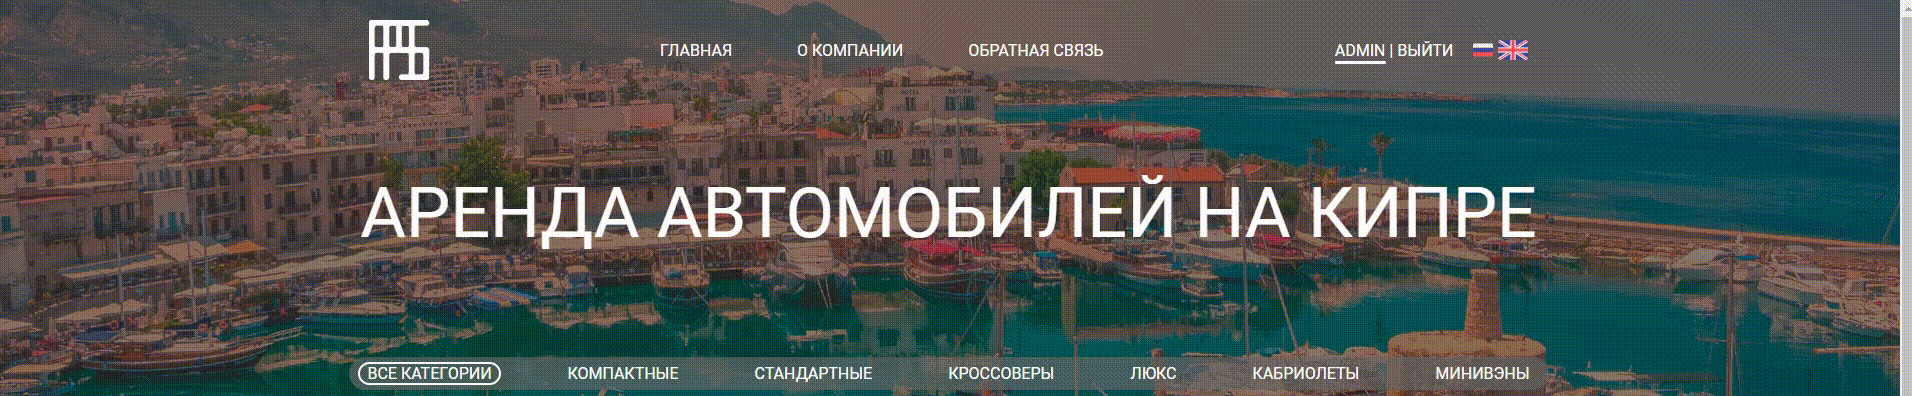 ГЛАВНАЯ О КОМПАНИИ ОБРАТНАЯ СВЯЗЬ ADMIN | ВЫЙТИ
АРЕНДА АВТОМОБИЛЕЙ НА КИПРЕ
ВСЕ КАТЕГОРИИ КОМПАКТНЫЕ СТАНДАРТНЫЕ КРОССОВЕРЫ ЛЮКС КАБРИОЛЕТЫ МИНИВЭНЫ